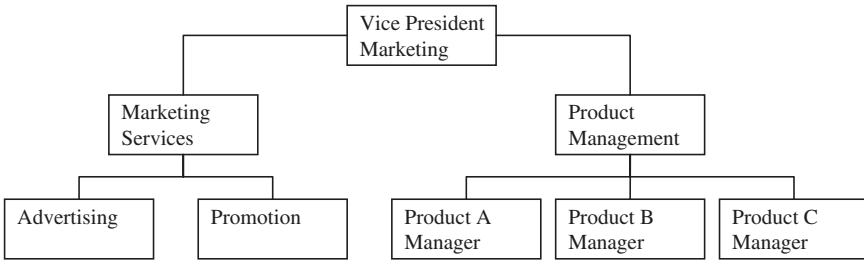 Vice President
Marketing
Marketing
Services
Product
Management
Advertising
Promotion
Product A
Manager
Product B
Manager
Product C
Manager